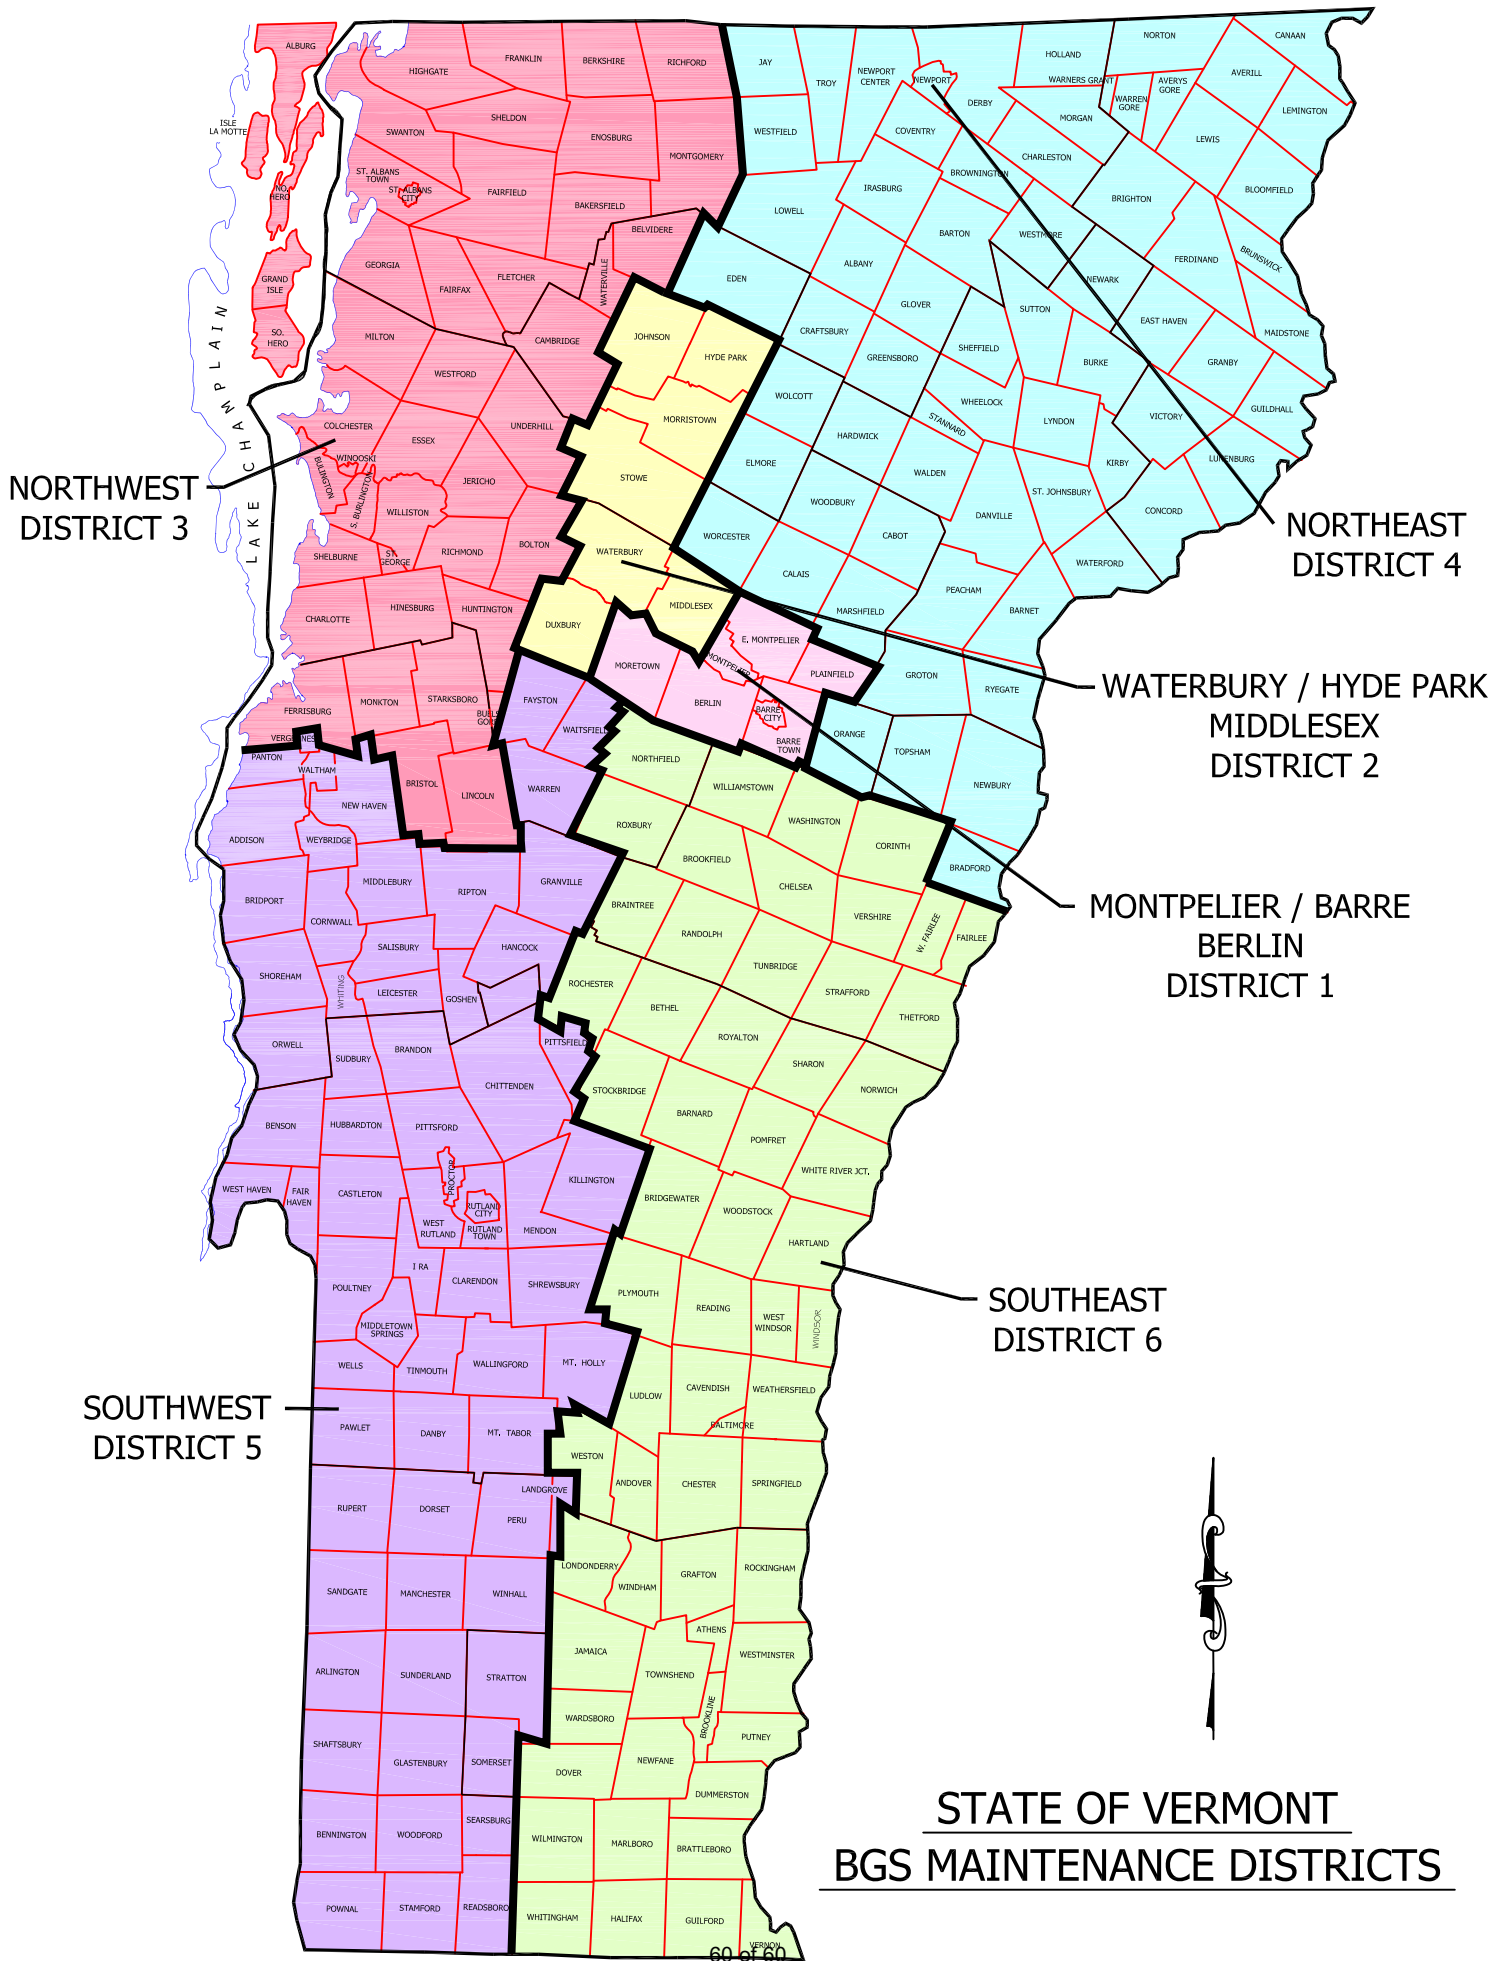 ALBURG
ISLE
LA MOTTE
NO.
HERO
GRAND
ISLE
SO.
HERO
LAKE CHAMPLAIN
HIGHGATE
FRANKLIN
BERKSHIRE
RICHFORD
SWANTON
SHELDON
ENOSBURG
MONTGOMERY
ST. ALBANS
TOWN
ST. ALBANS
CITY
FAIRFIELD
BAKERSFIELD
BELVIDERE
WATERVILLE
GEORGIA
FAIRFAX
FLETCHER
CAMBRIDGE
MILTON
WESTFORD
UNDERHILL
COLCHESTER
ESSEX
WINOOSKI
BULINGTON
S. BURLINGTON
WILLISTON
JERICHO
SHELBURNE
ST.
GEORGE
RICHMOND
BOLTON
CHARLOTTE
HINESBURG
HUNTINGTON
FERRISBURG
MONKTON
STARKSBORO
BUELS
GORE
VERGENNES
BRISTOL
LINCOLN
NORTHWEST
DISTRICT 3
JAY
TROY
NEWPORT
CENTER
NEWPORT
DERBY
HOLLAND
WARNERS GRANT
NORTON
CANAAN
WARREN
GORE
AVERYS
GORE
AVERILL
LEMINGTON
WESTFIELD
COVENTRY
MORGAN
LEWIS
CHARLESTON
BROWNINGTON
BLOOMFIELD
IRASBURG
BRIGHTON
LOWELL
BARTON
WESTMORE
FERDINAND
BRUNSWICK
EDEN
ALBANY
GLOVER
NEWARK
SUTTON
EAST HAVEN
MAIDSTONE
CRAFTSBURY
GREENSBORO
SHEFFIELD
BURKE
GRANBY
WOLCOTT
WHEELOCK
STANNARD
LYNDON
VICTORY
GUILDHALL
HARDWICK
ELMORE
WALDEN
KIRBY
LUNENBURG
WOODBURY
ST. JOHNSBURY
DANVILLE
CONCORD
WORCESTER
CABOT
WATERFORD
CALAIS
PEACHAM
BARNET
MARSHFIELD
GROTON
RYEGATE
ORANGE
TOPSHAM
NEWBURY
BRADFORD
NORTHEAST
DISTRICT 4
JOHNSON
HYDE PARK
MORRISTOWN
STOWE
WATERBURY
MIDDLESEX
DUXBURY
WATERBURY / HYDE PARK
MIDDLESEX
DISTRICT 2
E. MONTPELIER
MONTPELIER
MORETOWN
PLAINFIELD
BERLIN
BARRE
CITY
BARRE
TOWN
MONTPELIER / BARRE
BERLIN
DISTRICT 1
FAYSTON
WAITSFIELD
WARREN
PANTON
WALTHAM
NEW HAVEN
ADDISON
WEYBRIDGE
MIDDLEBURY
RIPTON
GRANVILLE
BRIDPORT
CORNWALL
SALISBURY
HANCOCK
SHOREHAM
WHITING
LEICESTER
GOSHEN
ORWELL
SUDBURY
BRANDON
PITTSFIELD
CHITTENDEN
BENSON
HUBBARDTON
PITTSFORD
WEST HAVEN
FAIR
HAVEN
CASTLETON
PROCTOR
KILLINGTON
RUTLAND
CITY
WEST
RUTLAND
RUTLAND
TOWN
MENDON
I RA
POULTNEY
CLARENDON
SHREWSBURY
MIDDLETOWN
SPRINGS
WELLS
TINMOUTH
WALLINGFORD
MT. HOLLY
PAWLET
DANBY
MT. TABOR
LANDGROVE
RUPERT
DORSET
PERU
SANDGATE
MANCHESTER
WINHALL
ARLINGTON
SUNDERLAND
STRATTON
SHAFTSBURY
GLASTENBURY
SOMERSET
BENNINGTON
WOODFORD
SEARSBURG
POWNAL
STAMFORD
READSBORO
SOUTHWEST
DISTRICT 5
NORTHFIELD
WILLIAMSTOWN
WASHINGTON
ROXBURY
CORINTH
BROOKFIELD
CHELSEA
BRAINTREE
RANDOLPH
VERSHIRE
W. FAIRLEE
FAIRLEE
ROCHESTER
TUNBRIDGE
STRAFFORD
BETHEL
THETFORD
ROYALTON
SHARON
STOCKBRIDGE
NORWICH
BARNARD
POMFRET
WHITE RIVER JCT.
BRIDGEWATER
WOODSTOCK
HARTLAND
PLYMOUTH
READING
WEST
WINDSOR
WINDSOR
LUDLOW
CAVENDISH
WEATHERSFIELD
BALTIMORE
WESTON
ANDOVER
CHESTER
SPRINGFIELD
LONDONDERRY
WINDHAM
GRAFTON
ROCKINGHAM
ATHENS
JAMAICA
TOWNSHEND
WESTMINSTER
WARDSBORO
BROOKLINE
PUTNEY
DOVER
NEWFANE
DUMMERSTON
WILMINGTON
MARLBORO
BRATTLEBORO
WHITINGHAM
HALIFAX
GUILFORD
VERNON
SOUTHEAST
DISTRICT 6
STATE OF VERMONT
BGS MAINTENANCE DISTRICTS
60 of 60